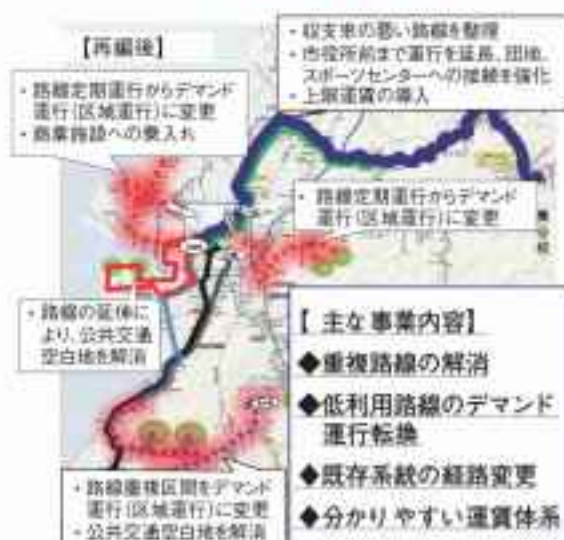 【再編後】
・収支率の悪い路線を整理
・市役所前まで運行を延長、団地、
スポーツセンターへの接続を強化
・上限運賃の導入
・路線定期運行からデマンド
運行(区域運行)に変更
・商業施設への乗入れ
・路線定期運行からデマンド
運行(区域運行)に変更
・路線の延伸に
より、公共交通
空白地を解消
【 主な事業内容】
◆重複路線の解消
◆低利用路線のデマンド
運行転換
◆既存系統の経路変更
◆分かりやすい運賃体系
・路線重複区間をデマンド
運行(区域運行)に変更
・公共交通空白地を解消